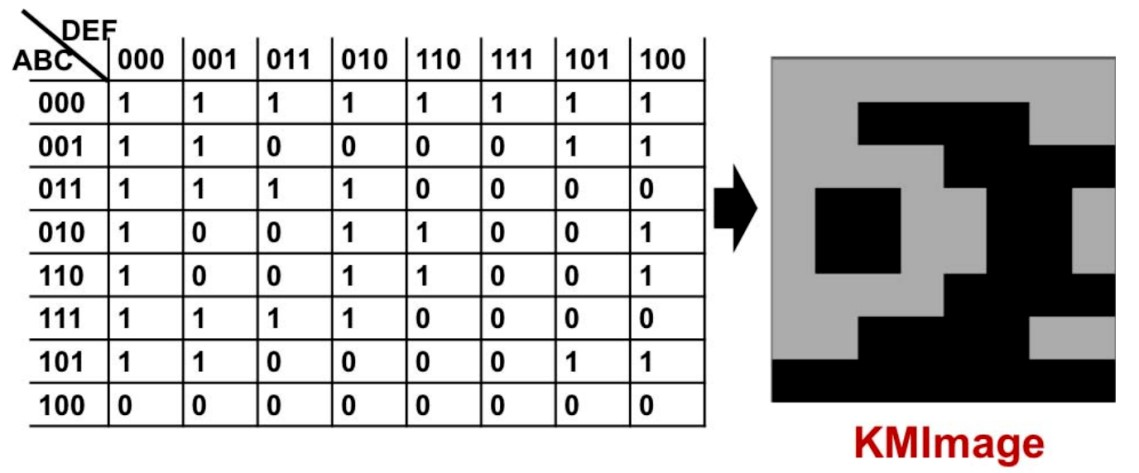 DEF
ABC 000 001 011 010 110 111 101 100
000 1 1 1 1 1 1 1 1
001 1 1 0 0 0 0 1 1
011 1 1 1 1 0 0 0 0
010 1 0 0 1 1 0 0 1
110 1 0 0 1 1 0 0 1
111 1 1 1 1 0 0 0 0
101 1 1 0 0 0 0 1 1
100 0 0 0 0 0 0 0 0
KMImage